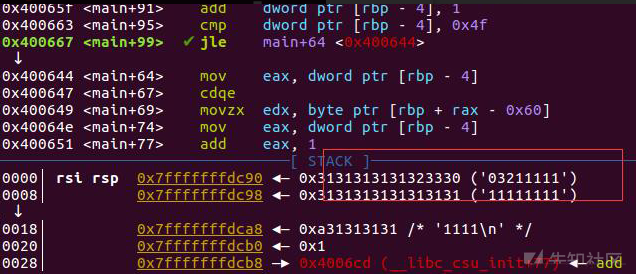 0x40065f <main+91> add dword ptr [rbp - 4], 1
0x400663 <main+95> cmp dword ptr [rbp - 4], 0x4f
0x400667 <main+99> ✔ jle main+64 <0x400644>
↓
0x400644 <main+64> mov eax, dword ptr [rbp - 4]
0x400647 <main+67> cdqe
0x400649 <main+69> movzx edx, byte ptr [rbp + rax - 0x60]
0x40064e <main+74> mov eax, dword ptr [rbp - 4]
0x400651 <main+77> add eax, 1
[ STACK ]
0000 rsi rsp 0x7fffffffdc90 ◂— 0x3131313131323330 ('03211111')
0008 0x7fffffffdc98 ◂— 0x3131313131313131 ('11111111')
↓
0018 0x7fffffffdca8 ◂— 0xa31313131 /* '1111\n' */
0020 0x7fffffffdcb0 ◂— 0x1
0028 0x7fffffffdcb8 —▸ 0x4006cd (__libc_csu_init+77) ◂— add